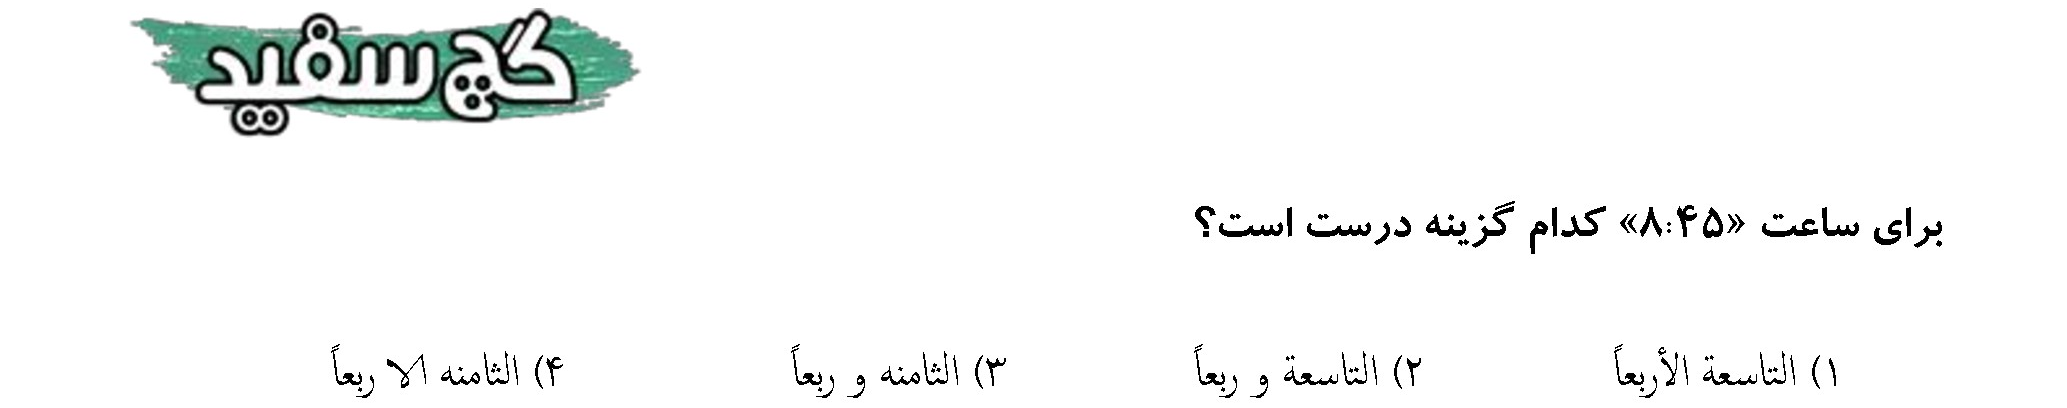 گچ سفید
برای ساعت «۸:۴۵» کدام گزینه درست است؟
۱) التاسعة الأربعاً ۲) التاسعة و ربعاً ۳) الثامنه و ربعاً ۴) الثامنه الا ربعاً